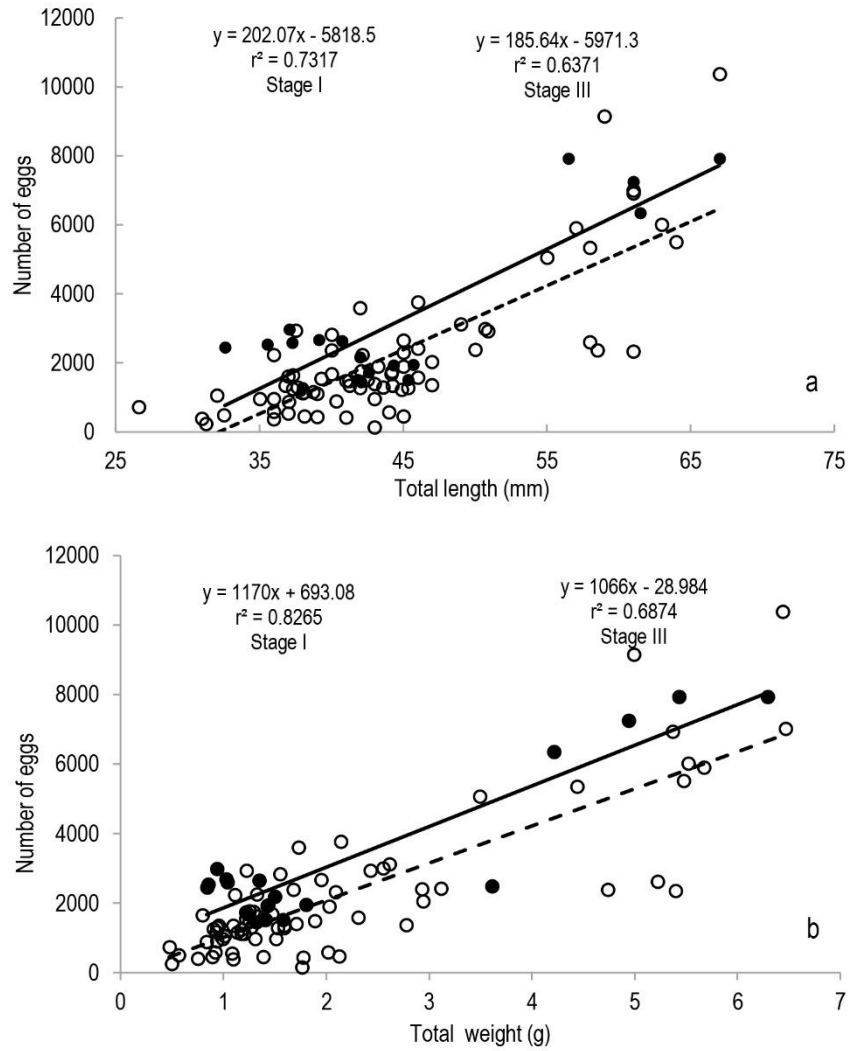 12000
10000
8000
6000
4000
2000
0
Number of eggs
y = 202.07x - 5818.5
r² = 0.7317
Stage I
y = 185.64x - 5971.3
r² = 0.6371
Stage III
a
25 35 45 55 65 75
Total length (mm)
12000
10000
8000
6000
4000
2000
0
Number of eggs
y = 1170x + 693.08
r² = 0.8265
Stage I
y = 1066x - 28.984
r² = 0.6874
Stage III
b
0 1 2 3 4 5 6 7
Total weight (g)